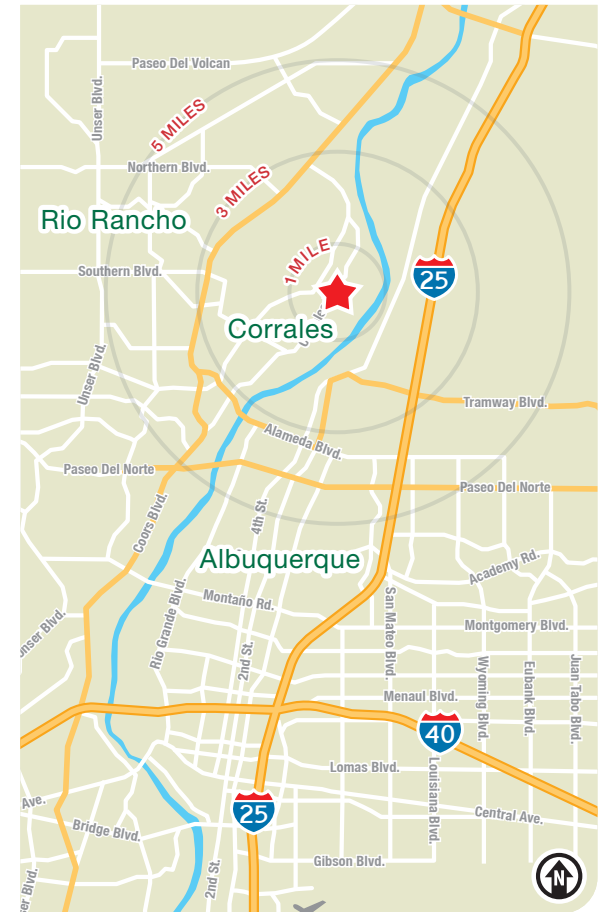 Paseo Del Volcan
Unser Blvd.
5 MILES
Northern Blvd.
3 MILES
Rio Rancho
1 MILE
Southern Blvd.
25
Corrales
Unser Blvd.
Tramway Blvd.
Alameda Blvd.
Paseo Del Norte
Paseo Del Norte
Coors Blvd.
4th St.
Albuquerque
Academy Rd.
Montaño Rd.
San Mateo Blvd.
Rio Grande Blvd.
Montgomery Blvd.
2nd St.
Wyoming Blvd.
Eubank Blvd.
Juan Tabo Blvd.
Menaul Blvd.
40
Lomas Blvd.
Louisiana Blvd.
Ave.
25
Central Ave.
Bridge Blvd.
Gibson Blvd.
2nd St.
N